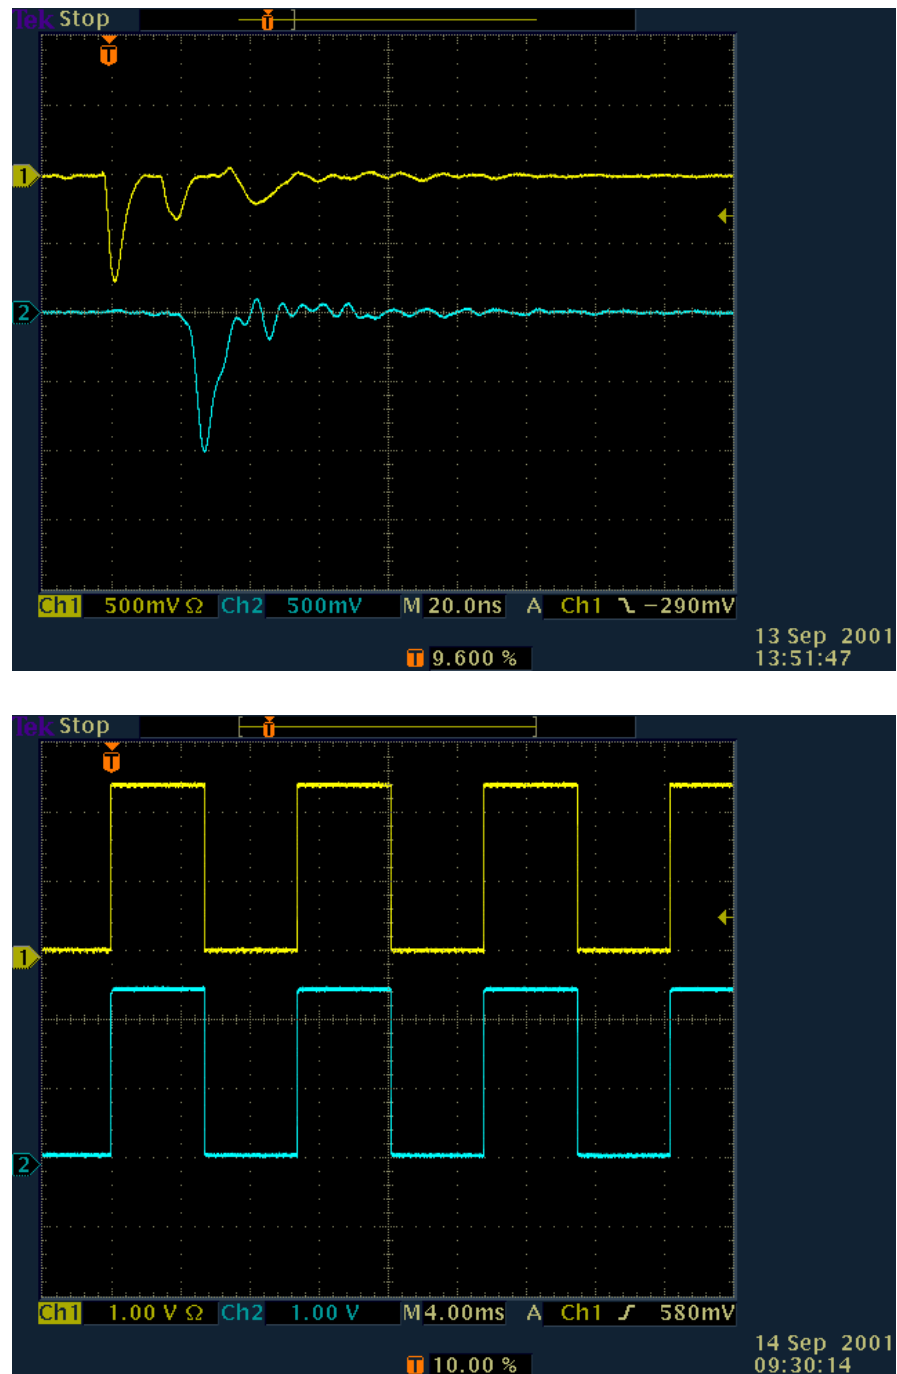 Tek Stop
T
T
1
2
Ch1 500mV Ω Ch2 500mV M 20.0ns A Ch1 -290mV
T 9.600 %
13 Sep 2001
13:51:47
Tek Stop
T
T
1
2
Ch1 1.00 V Ω Ch2 1.00 V M4.00ms A Ch1 580mV
T 10.00 %
14 Sep 2001
09:30:14